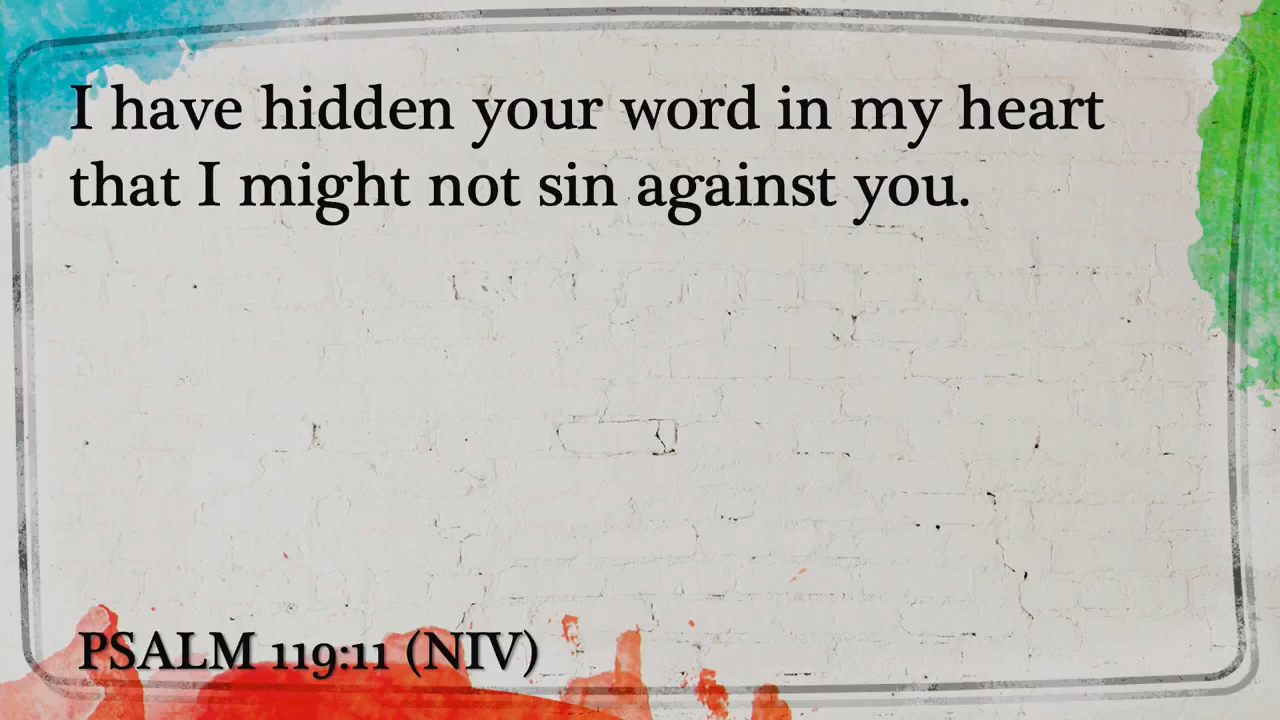 I have hidden your word in my heart
that I might not sin against you.
PSALM 119:11 (NIV)